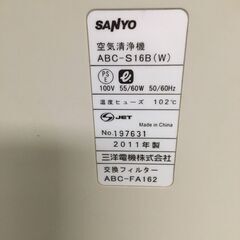 SANYO
空気清浄機
ABC-S16B(W)
PS
E
100V 55/60W 50/60Hz
温度ヒューズ 102℃
JET
Made in China
No.197631
2011年製
三洋電機株式会社
交換フィルター
ABC-FA162